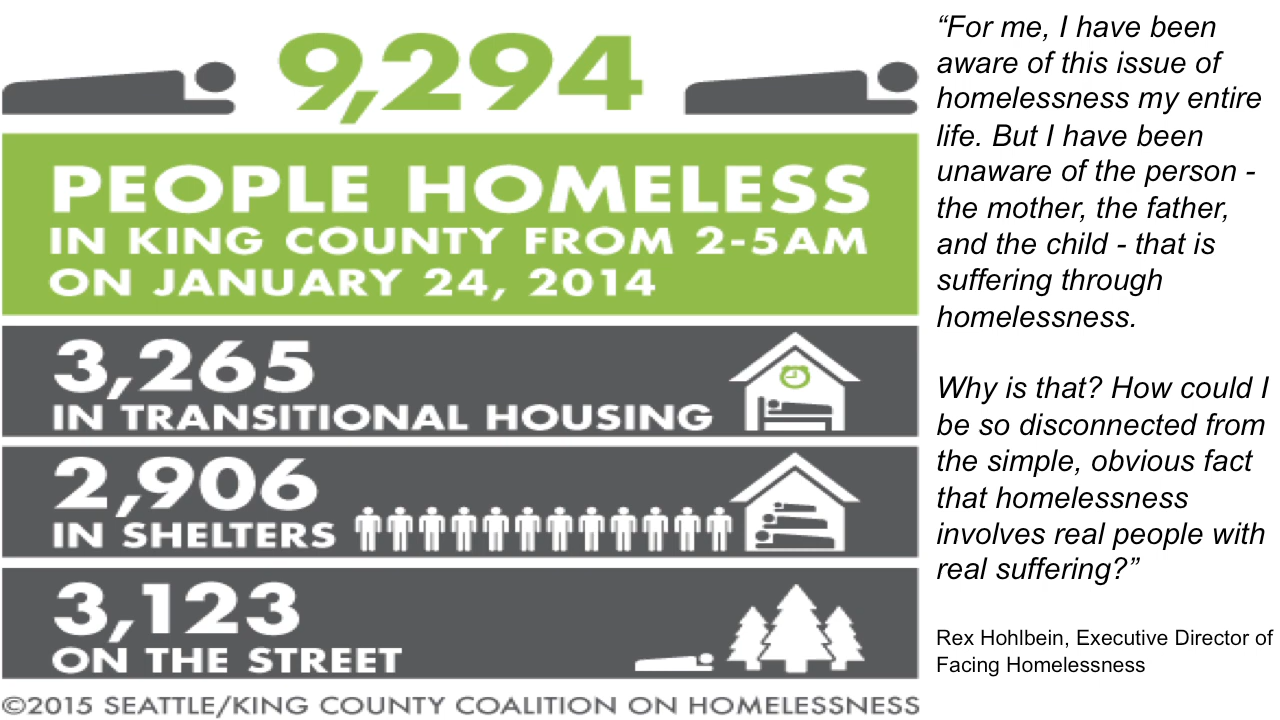 9,294
PEOPLE HOMELESS
IN KING COUNTY FROM 2-5AM
ON JANUARY 24, 2014
3,265
IN TRANSITIONAL HOUSING
2,906
IN SHELTERS
3,123
ON THE STREET
©2015 SEATTLE/KING COUNTY COALITION ON HOMELESSNESS
“For me, I have been
aware of this issue of
homelessness my entire
life. But I have been
unaware of the person -
the mother, the father,
and the child - that is
suffering through
homelessness.
Why is that? How could I
be so disconnected from
the simple, obvious fact
that homelessness
involves real people with
real suffering?”
Rex Hohlbein, Executive Director of
Facing Homelessness